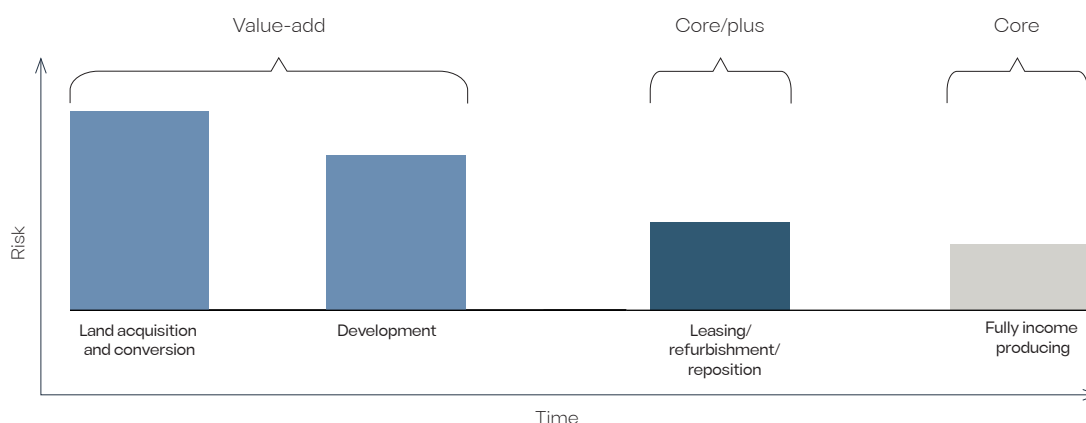 Value-add
Core/plus
Core
Risk
Land acquisition
and conversion
Development
Leasing/
refurbishment/
reposition
Fully income
producing
Time